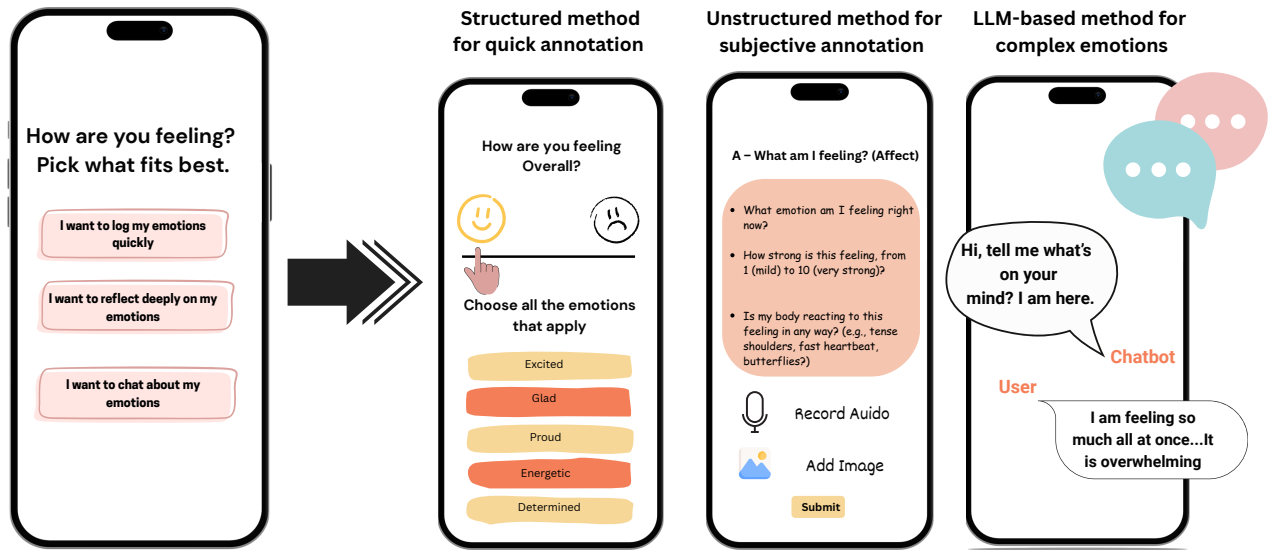 How are you feeling?
Pick what fits best.
I want to log my emotions
quickly
I want to reflect deeply on my
emotions
I want to chat about my
emotions
Structured method
for quick annotation
How are you feeling
Overall?
Choose all the emotions
that apply
Excited
Glad
Proud
Energetic
Determined
Unstructured method for
subjective annotation
A – What am I feeling? (Affect)
• What emotion am I feeling right
now?
• How strong is this feeling, from
1 (mild) to 10 (very strong)?
• Is my body reacting to this
feeling in any way? (e.g., tense
shoulders, fast heartbeat,
butterflies?)
Record Auido
Add Image
Submit
LLM-based method for
complex emotions
Hi, tell me what's
on your
mind? I am here.
Chatbot
User
I am feeling so
much all at once...It
is overwhelming